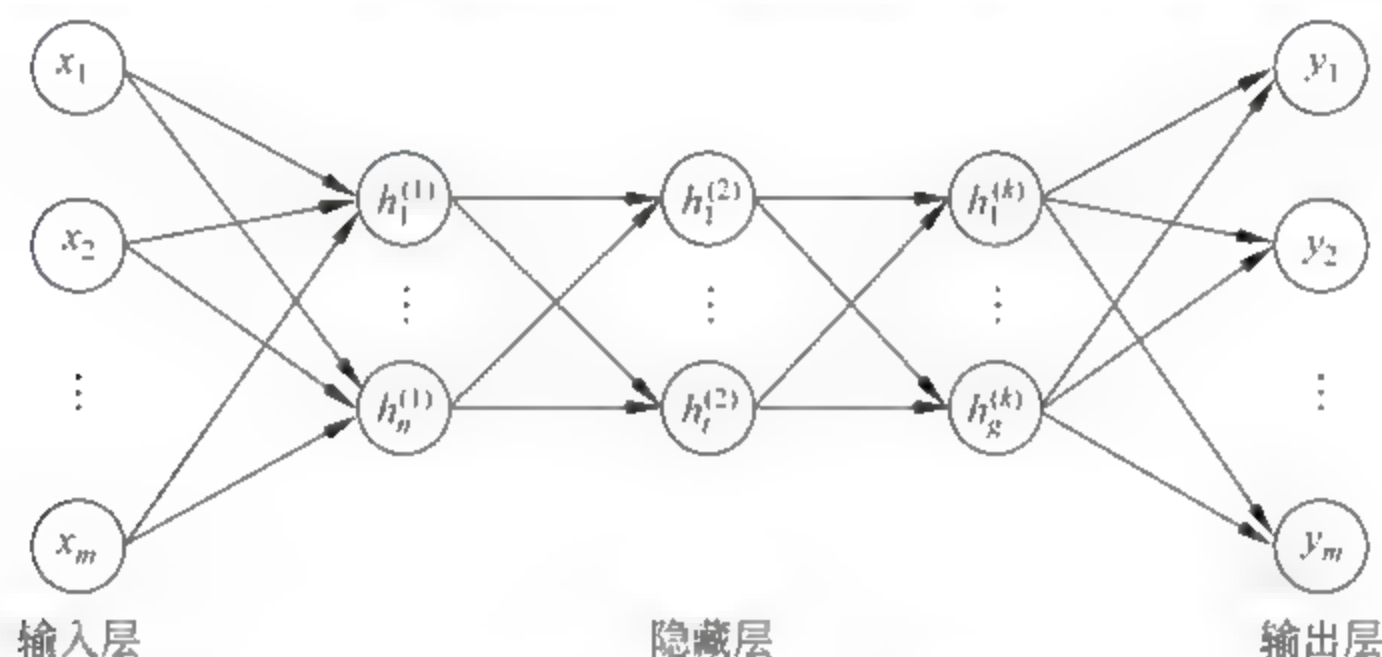 x₁
y₁
h₁⁽¹⁾ h₁⁽²⁾ h₁⁽ᵏ⁾
x₂
y₂
⋮ ⋮ ⋮
⋮ ⋮
hₙ⁽¹⁾ hₜ⁽²⁾ h_g⁽ᵏ⁾
xₘ
yₘ
输入层 隐藏层 输出层